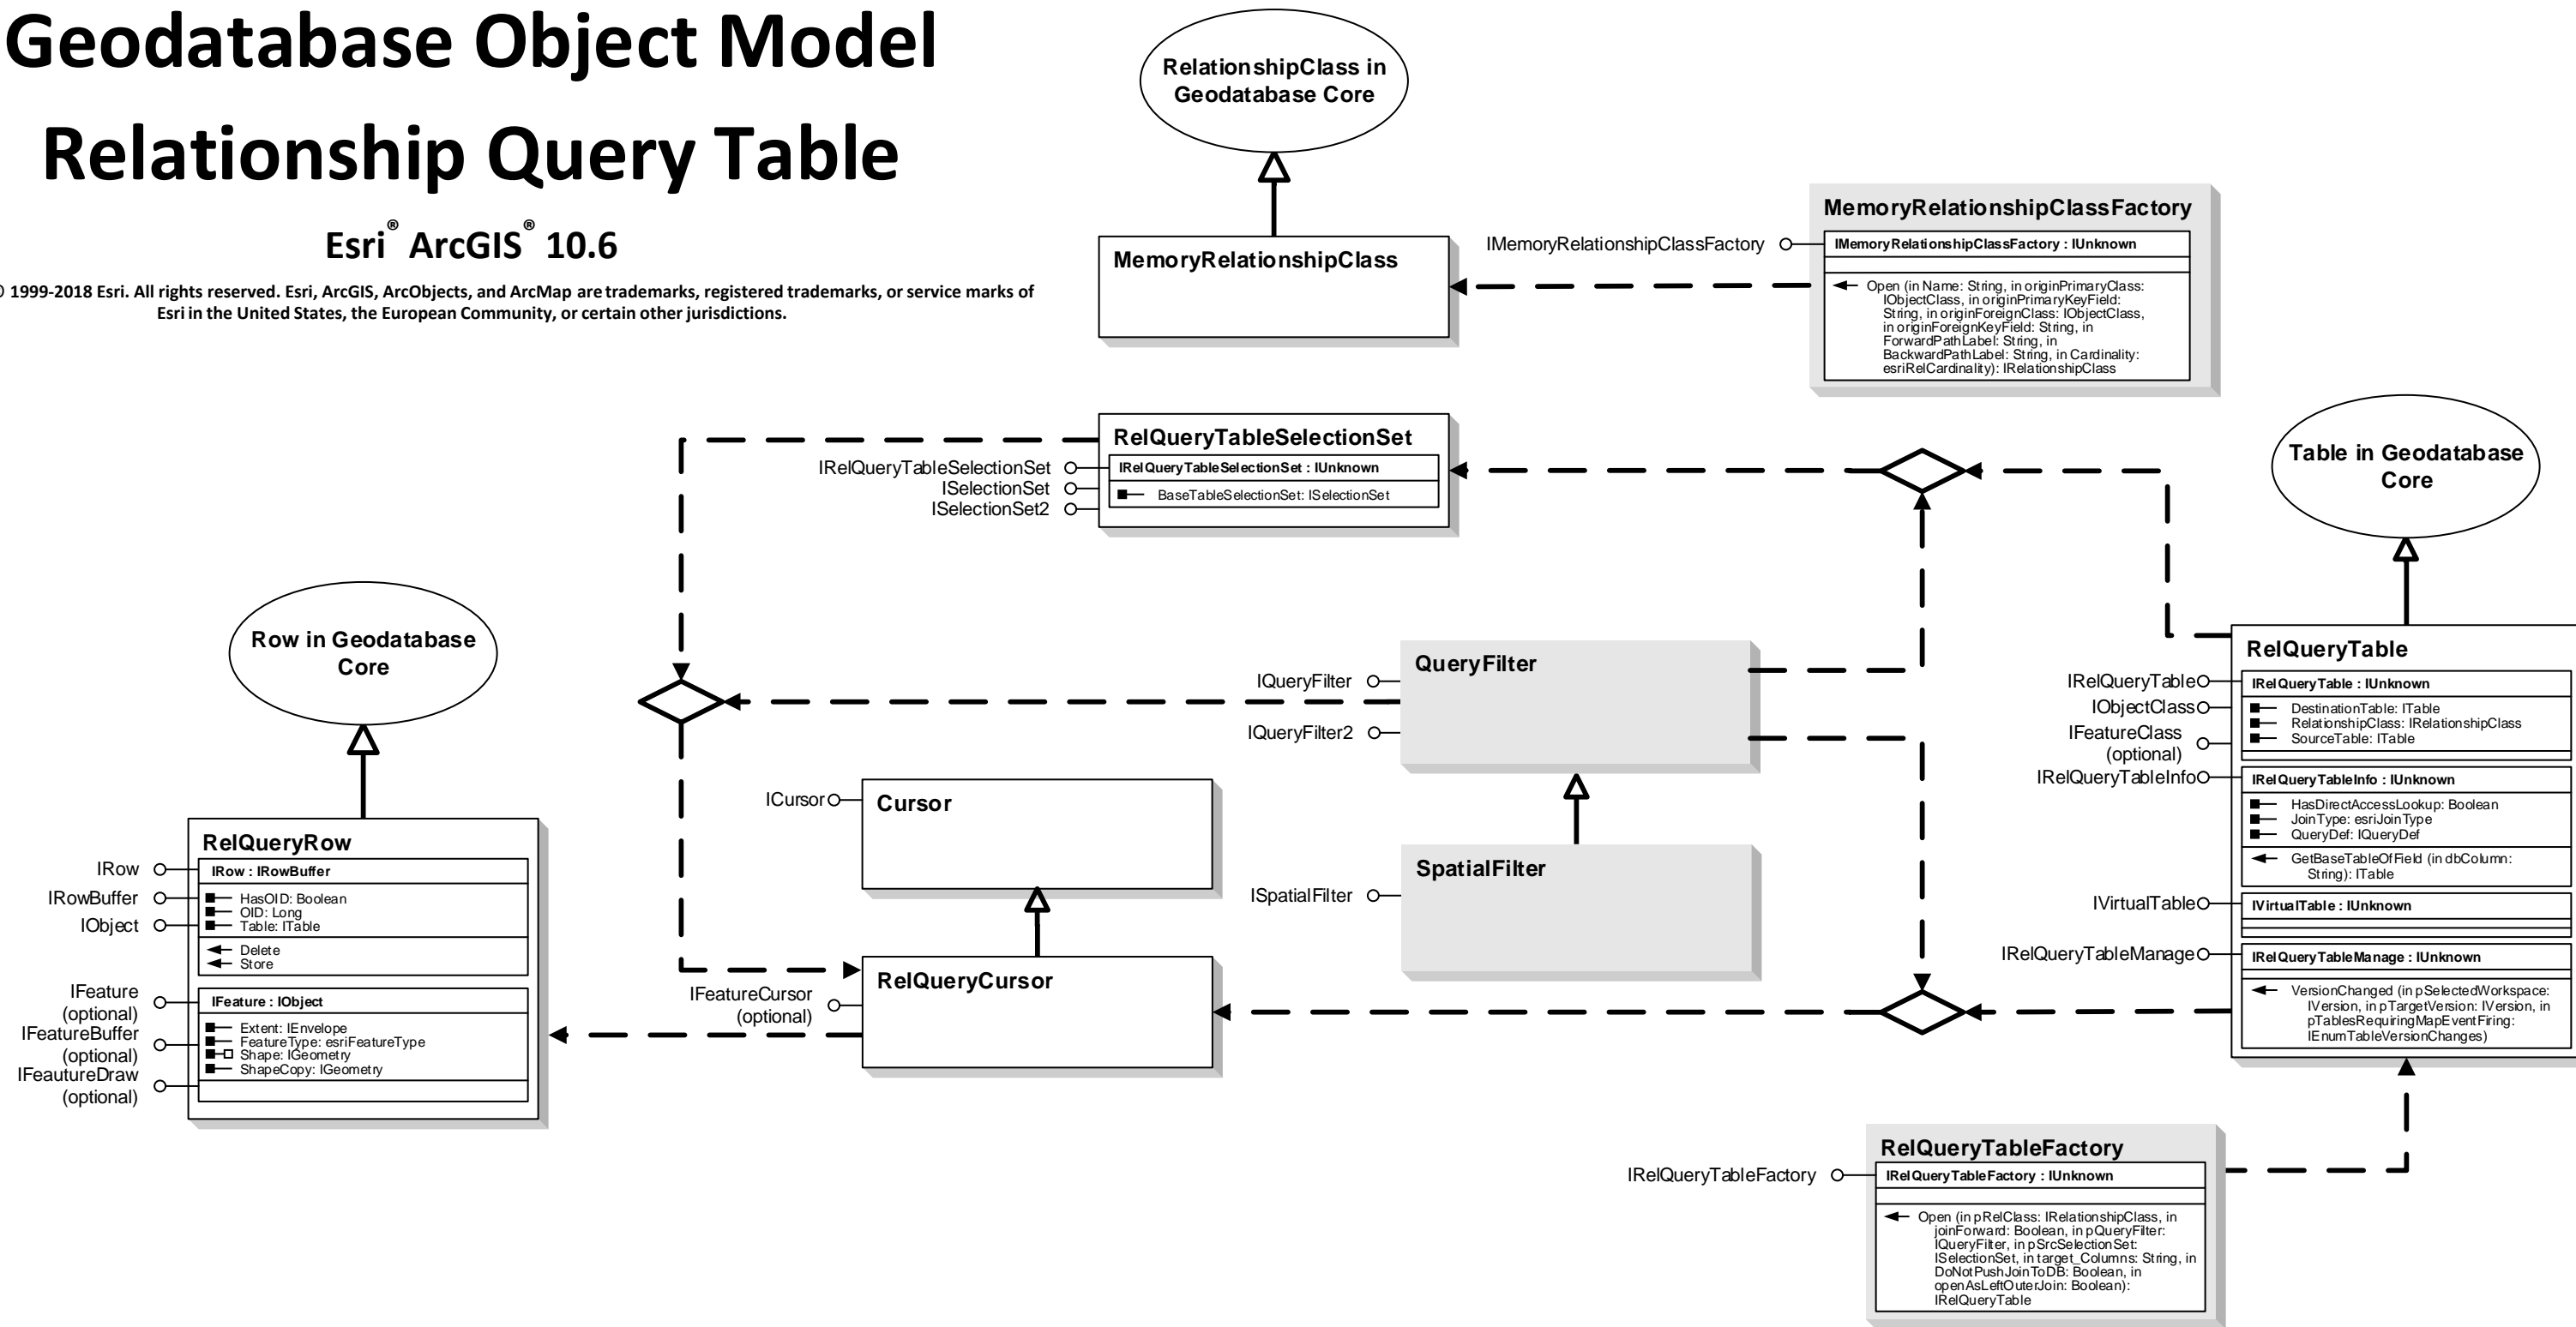 Geodatabase Object Model
Relationship Query Table
Esri® ArcGIS® 10.6
© 1999-2018 Esri. All rights reserved. Esri, ArcGIS, ArcObjects, and ArcMap are trademarks, registered trademarks, or service marks of
Esri in the United States, the European Community, or certain other jurisdictions.
RelationshipClass in
Geodatabase Core
MemoryRelationshipClass
IMemoryRelationshipClassFactory
MemoryRelationshipClassFactory
IMemoryRelationshipClassFactory : IUnknown
Open (in Name: String, in originPrimaryClass:
IObjectClass, in originPrimaryKeyField:
String, in originForeignClass: IObjectClass,
in originForeignKeyField: String, in
ForwardPathLabel: String, in
BackwardPathLabel: String, in Cardinality:
esriRelCardinality): IRelationshipClass
RelQueryTableSelectionSet
IRelQueryTableSelectionSet
ISelectionSet
ISelectionSet2
IRelQueryTableSelectionSet : IUnknown
BaseTableSelectionSet: ISelectionSet
Table in Geodatabase
Core
Row in Geodatabase
Core
QueryFilter
IQueryFilter
IQueryFilter2
ICursor
Cursor
SpatialFilter
ISpatialFilter
RelQueryCursor
IFeatureCursor
(optional)
RelQueryRow
IRow
IRowBuffer
IObject
IRow : IRowBuffer
HasOID: Boolean
OID: Long
Table: ITable
Delete
Store
IFeature
(optional)
IFeatureBuffer
(optional)
IFeautureDraw
(optional)
IFeature : IObject
Extent: IEnvelope
FeatureType: esriFeatureType
Shape: IGeometry
ShapeCopy: IGeometry
RelQueryTable
IRelQueryTable
IObjectClass
IFeatureClass
(optional)
IRelQueryTableInfo
IVirtualTable
IRelQueryTableManage
IRelQueryTable : IUnknown
DestinationTable: ITable
RelationshipClass: IRelationshipClass
SourceTable: ITable
IRelQueryTableInfo : IUnknown
HasDirectAccessLookup: Boolean
JoinType: esriJoinType
QueryDef: IQueryDef
GetBaseTableOfField (in dbColumn:
String): ITable
IVirtualTable : IUnknown
IRelQueryTableManage : IUnknown
VersionChanged (in pSelectedWorkspace:
IVersion, in pTargetVersion: IVersion, in
pTablesRequiringMapEventFiring:
IEnumTableVersionChanges)
RelQueryTableFactory
IRelQueryTableFactory
IRelQueryTableFactory : IUnknown
Open (in pRelClass: IRelationshipClass, in
joinForward: Boolean, in pQueryFilter:
IQueryFilter, in pSrcSelectionSet:
ISelectionSet, in target_Columns: String, in
DoNotPushJoinToDB: Boolean, in
openAsLeftOuterJoin: Boolean):
IRelQueryTable